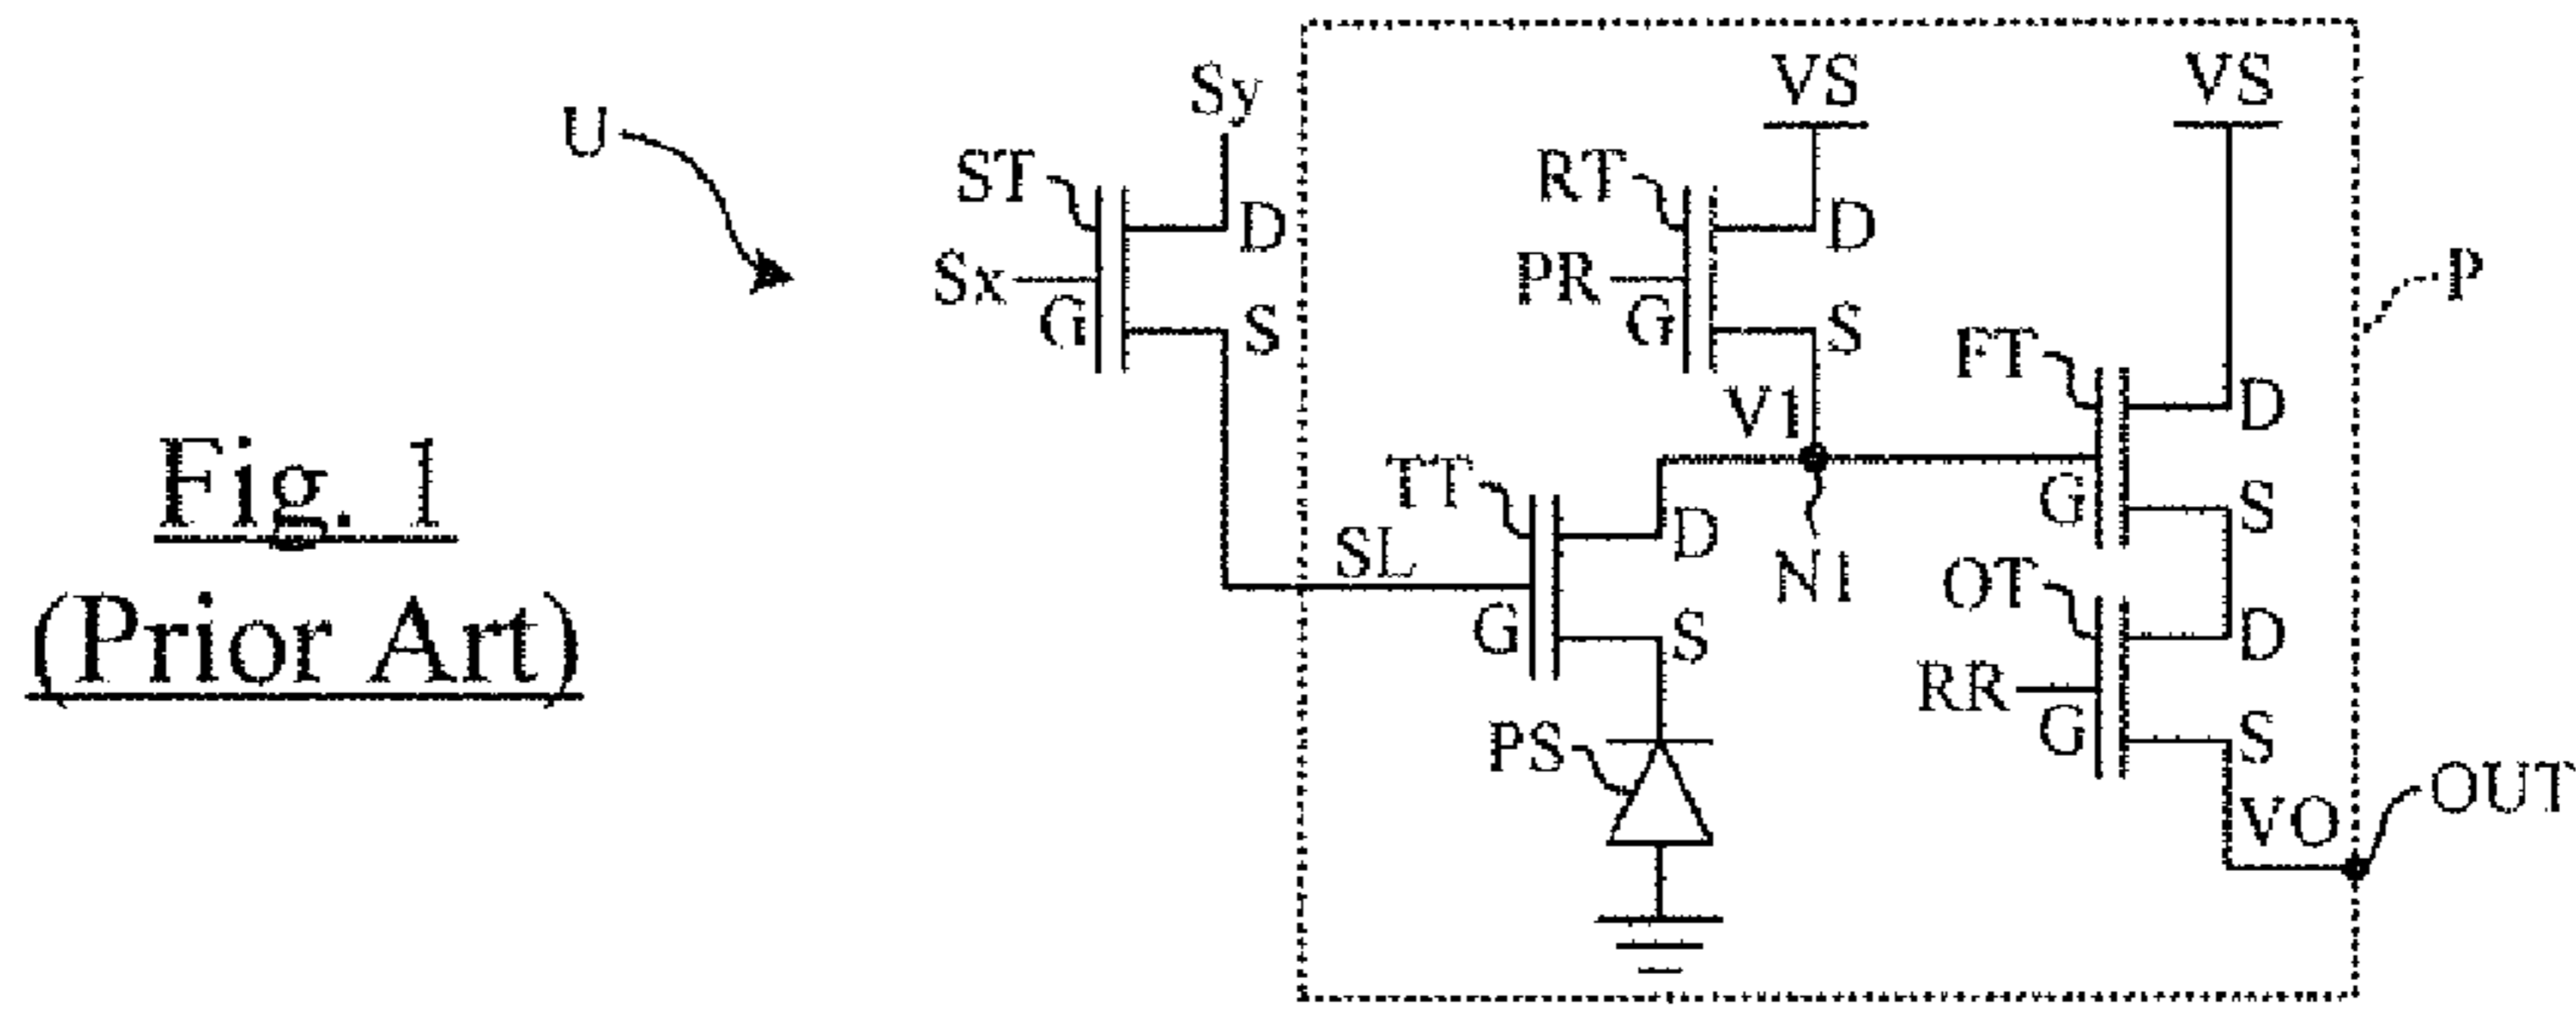 U
Sy
VS
VS
ST
D
RT
D
P
Sx
G
S
PR
G
S
FT
D
V1
Fig. 1
(Prior Art)
TT
G
S
SL
D
N1
OT
G
S
D
RR
PS
G
S
VO
OUT